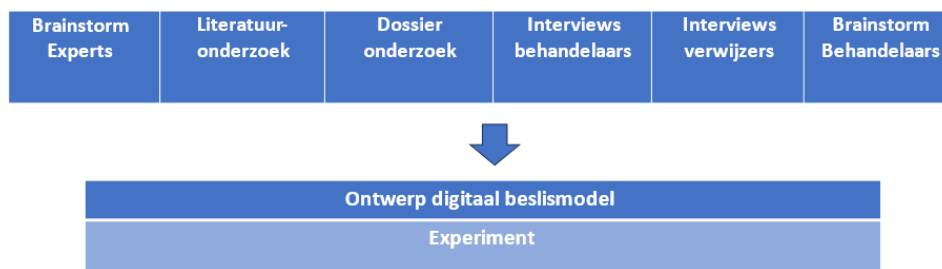 Brainstorm
Experts
Literatuur-
onderzoek
Dossier
onderzoek
Interviews
behandelaars
Interviews
verwijzers
Brainstorm
Behandelaars
Ontwerp digitaal beslismodel
Experiment